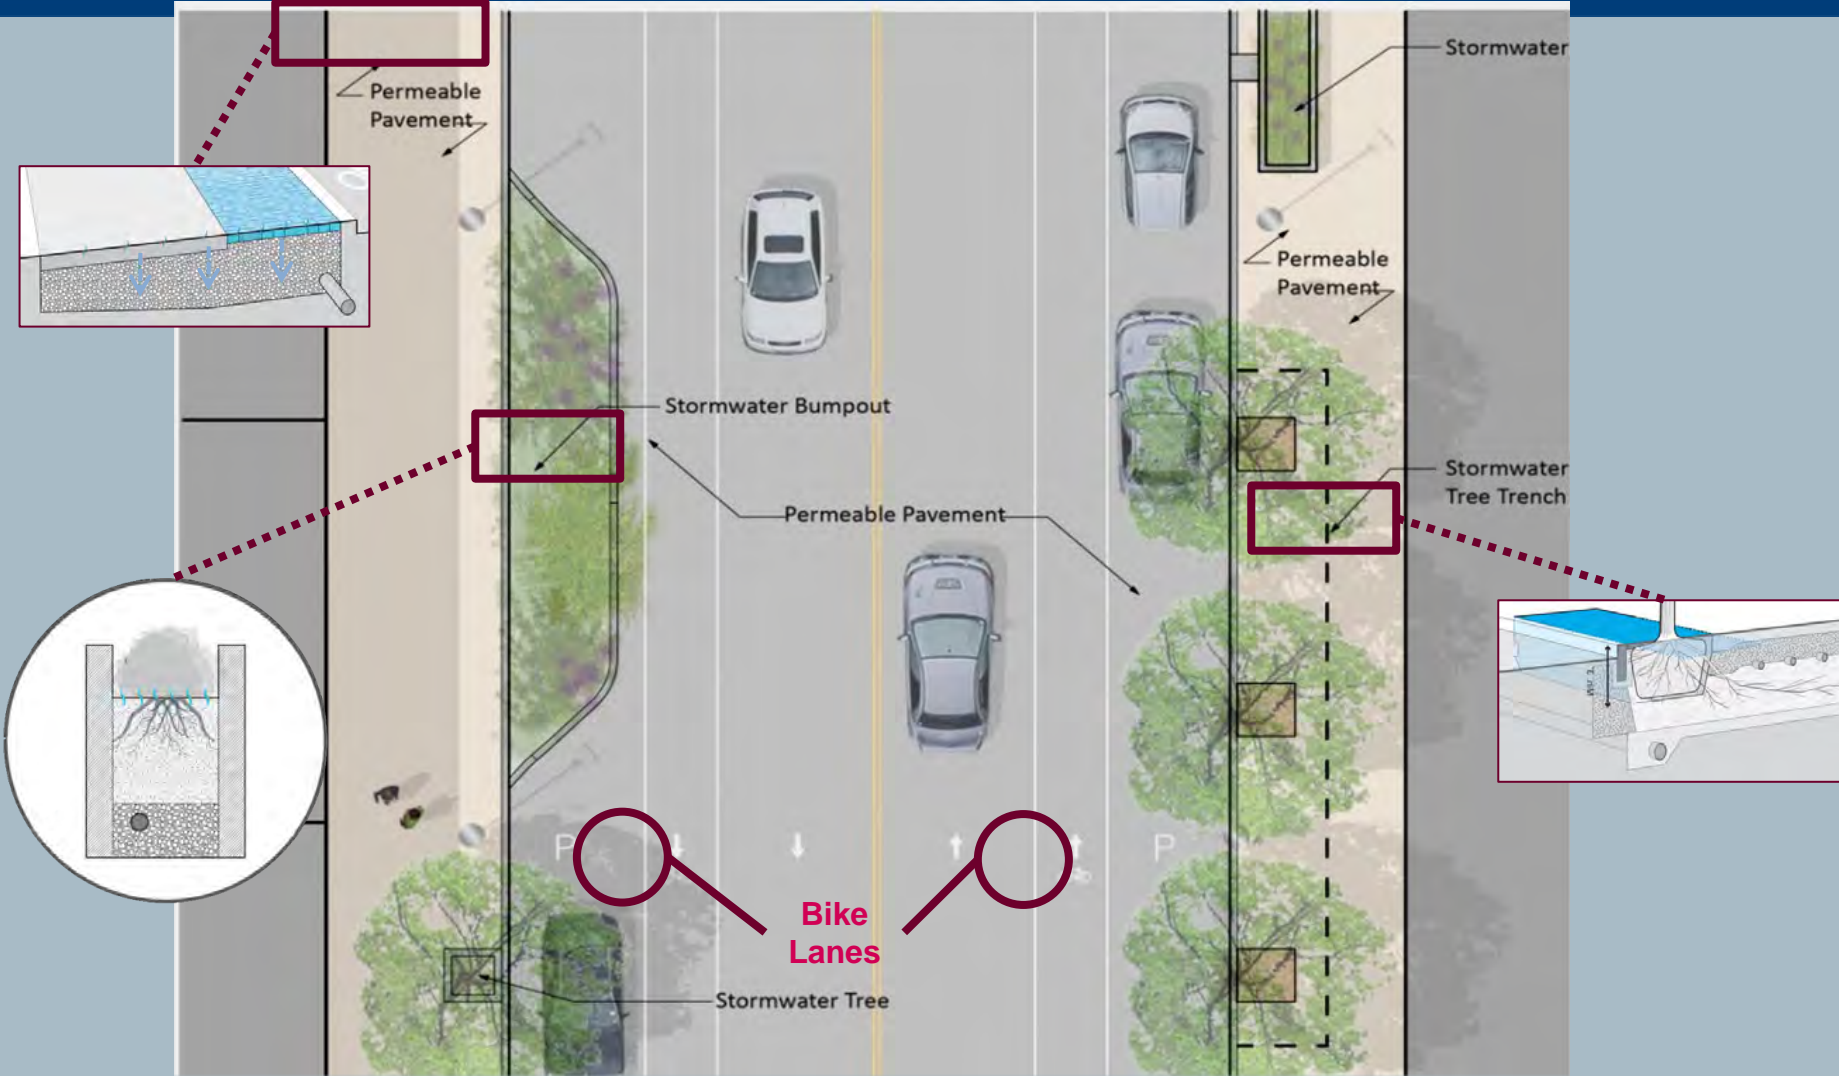 Permeable
Pavement
Stormwater
Permeable
Pavement
Stormwater Bumpout
Stormwater
Tree Trench
Permeable Pavement
P
P
Bike
Lanes
Stormwater Tree